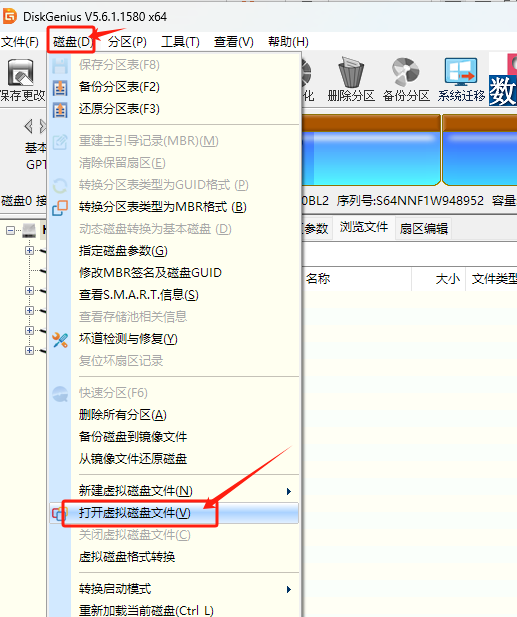 DiskGenius V5.6.1.1580 x64
文件(F) 磁盘(D) 分区(P) 工具(T) 查看(V) 帮助(H)
保存更改
化 删除分区 备份分区 系统迁移 数
保存分区表(F8)
备份分区表(F2)
还原分区表(F3)
重建主引导记录(MBR)(M)
清除保留扇区(E)
转换分区表类型为GUID格式 (P)
转换分区表类型为MBR格式 (B)
动态磁盘转换为基本磁盘 (D)
指定磁盘参数(G)
修改MBR签名及磁盘GUID
查看S.M.A.R.T.信息(S)
查看存储池相关信息
坏道检测与修复(Y)
复位坏扇区记录
快速分区(F6)
删除所有分区(A)
备份磁盘到镜像文件
从镜像文件还原磁盘
新建虚拟磁盘文件(N)
打开虚拟磁盘文件(V)
关闭虚拟磁盘文件(C)
虚拟磁盘格式转换
转换启动模式
重新加载当前磁盘(Ctrl L)
基本
GPT
磁盘0 接
0BL2 序列号:S64NNF1W948952 容量
参数 浏览文件 扇区编辑
名称 大小 文件类型